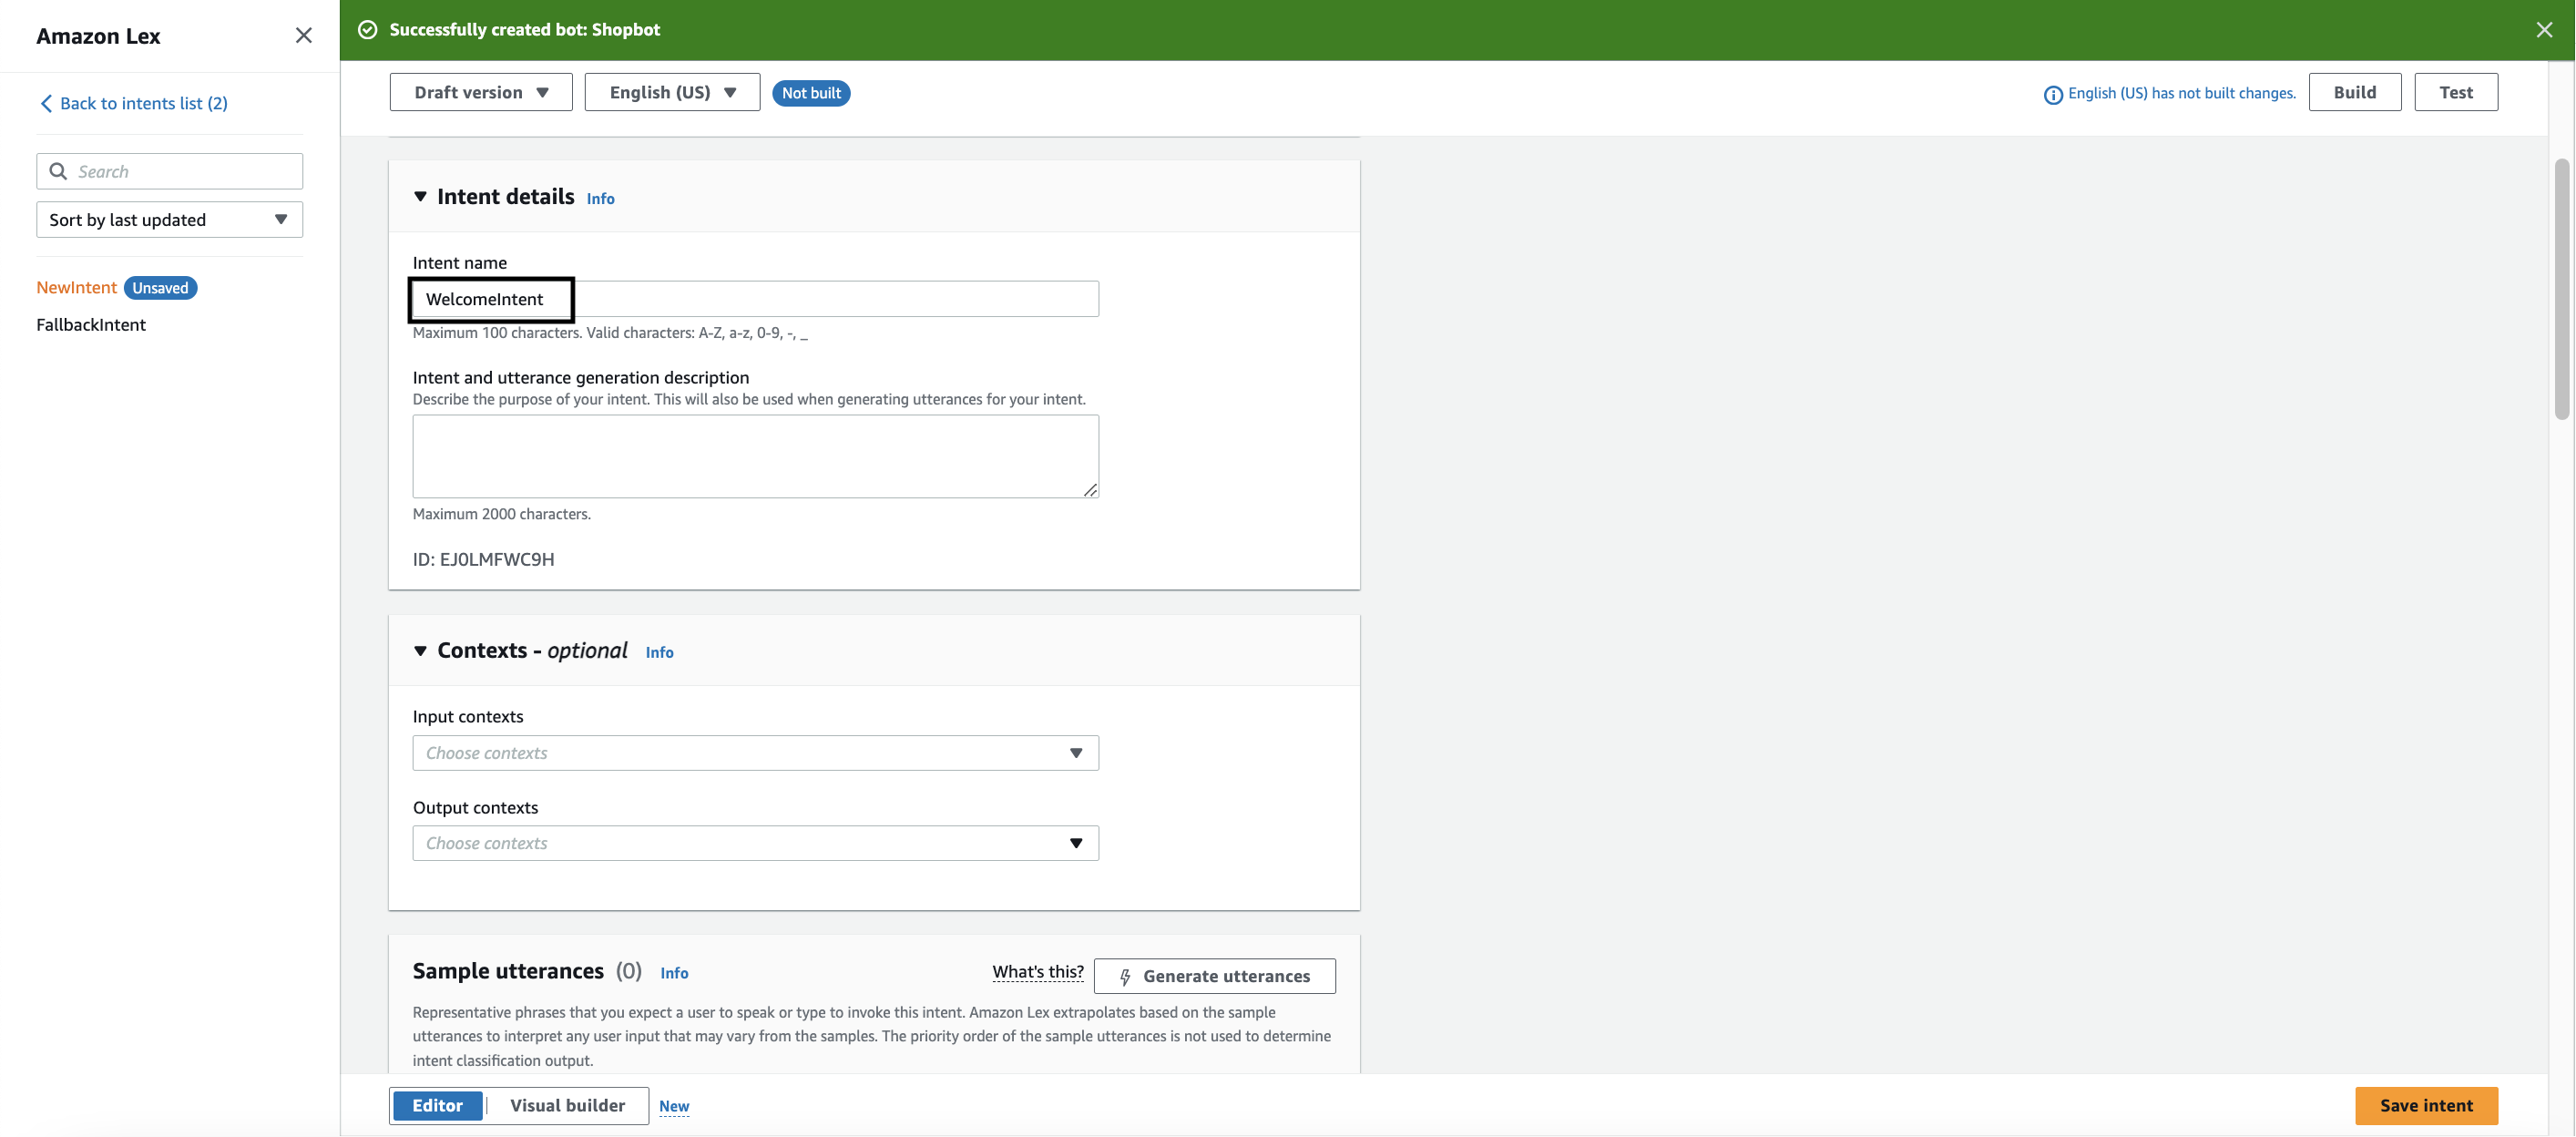 Amazon Lex
Back to intents list (2)
Search
Sort by last updated
NewIntent Unsaved
FallbackIntent
Successfully created bot: Shopbot
Draft version English (US) Not built
English (US) has not built changes. Build Test
Intent details Info
Intent name
WelcomeIntent
Maximum 100 characters. Valid characters: A-Z, a-z, 0-9, -, _
Intent and utterance generation description
Describe the purpose of your intent. This will also be used when generating utterances for your intent.
Maximum 2000 characters.
ID: EJ0LMFWC9H
Contexts - optional Info
Input contexts
Choose contexts
Output contexts
Choose contexts
Sample utterances (0) Info
What's this? Generate utterances
Representative phrases that you expect a user to speak or type to invoke this intent. Amazon Lex extrapolates based on the sample
utterances to interpret any user input that may vary from the samples. The priority order of the sample utterances is not used to determine
intent classification output.
Editor Visual builder New
Save intent